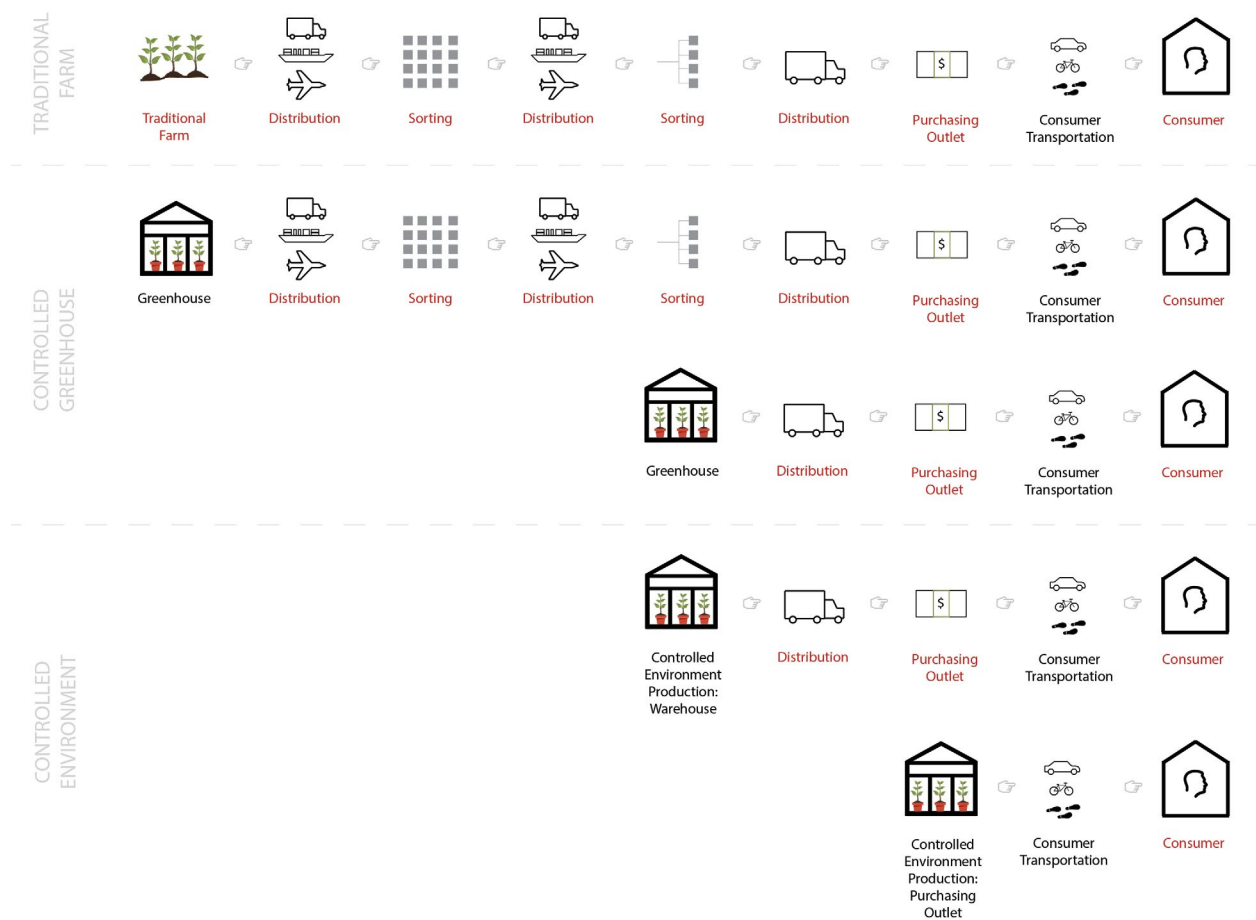 TRADITIONAL
FARM
$
Traditional
Farm
Distribution
Sorting
Distribution
Sorting
Distribution
Purchasing
Outlet
Consumer
Transportation
Consumer
CONTROLLED
GREENHOUSE
$
Greenhouse
Distribution
Sorting
Distribution
Sorting
Distribution
Purchasing
Outlet
Consumer
Transportation
Consumer
$
Greenhouse
Distribution
Purchasing
Outlet
Consumer
Transportation
Consumer
CONTROLLED
ENVIRONMENT
$
Controlled
Environment
Production:
Warehouse
Distribution
Purchasing
Outlet
Consumer
Transportation
Consumer
Controlled
Environment
Production:
Purchasing
Outlet
Consumer
Transportation
Consumer